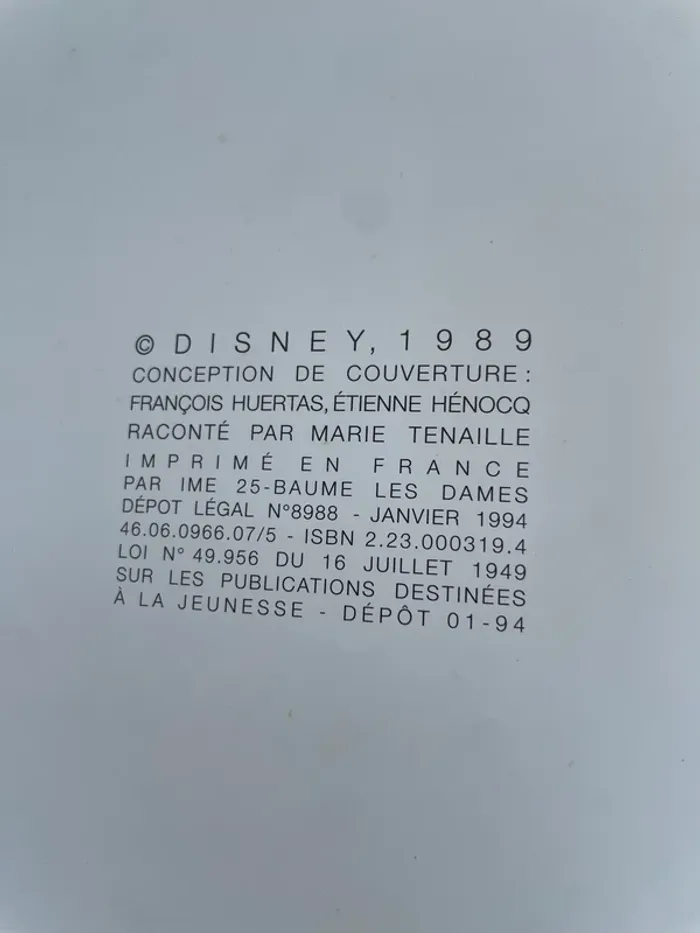 © DISNEY, 1989
CONCEPTION DE COUVERTURE :
FRANÇOIS HUERTAS, ÉTIENNE HÉNOCQ
RACONTÉ PAR MARIE TENAILLE
IMPRIMÉ EN FRANCE
PAR IME 25-BAUME LES DAMES
DÉPOT LÉGAL N°8988 - JANVIER 1994
46.06.0966.07/5 - ISBN 2.23.000319.4
LOI N° 49.956 DU 16 JUILLET 1949
SUR LES PUBLICATIONS DESTINÉES
À LA JEUNESSE - DÉPÔT 01-94